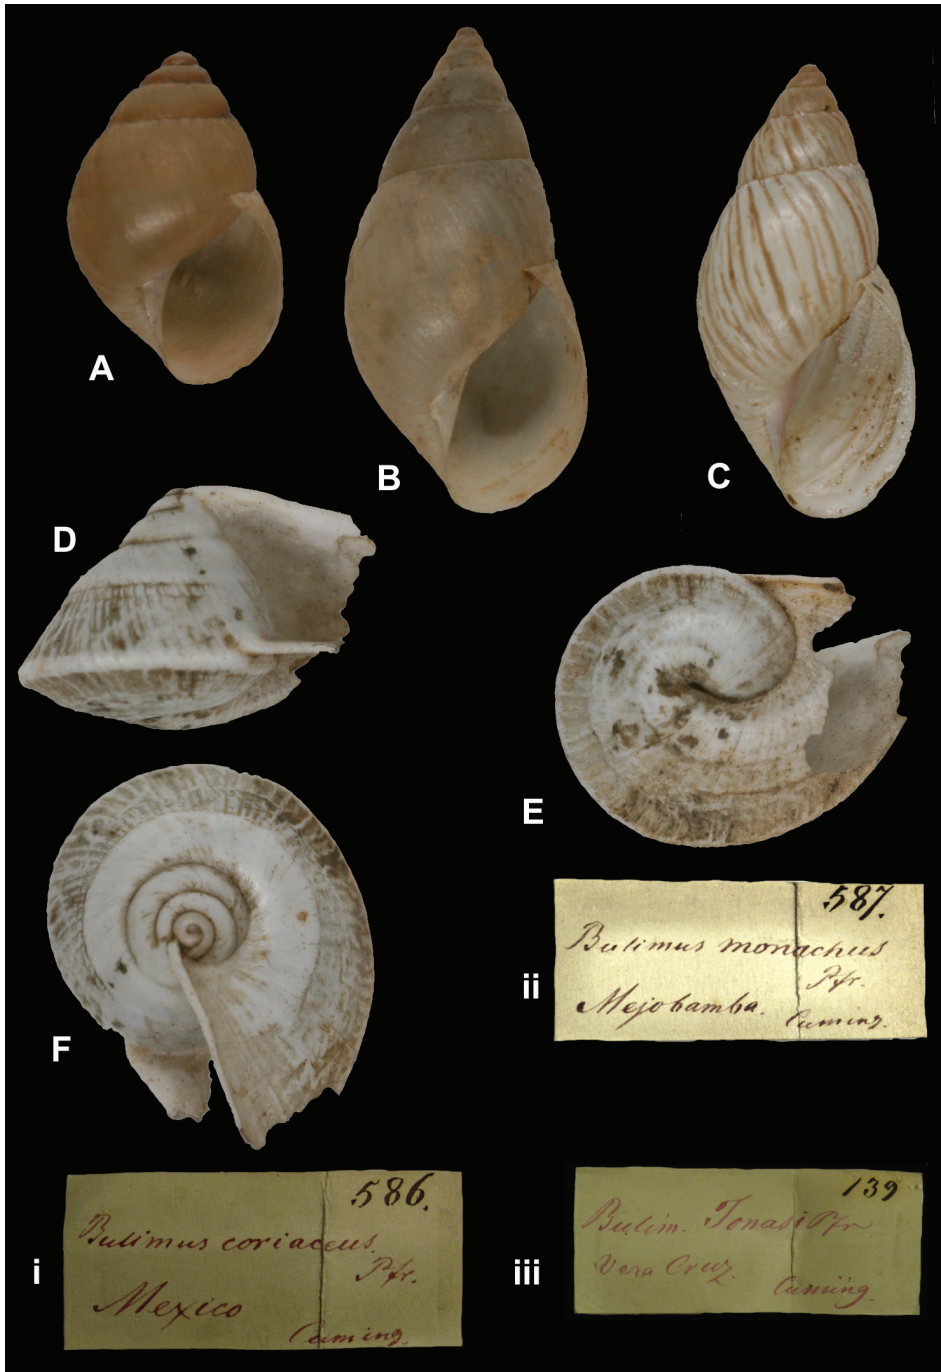 A
B
C
D
E
F
587.
Bulimus monachus
Pfr.
ii
Mejobamba.
Cuming.
586.
Bulimus coriaceus.
Pfr.
i
Mexico
Cuming.
139
Bulim. Jonasi Pfr
iii
Vera Cruz.
Cuming.